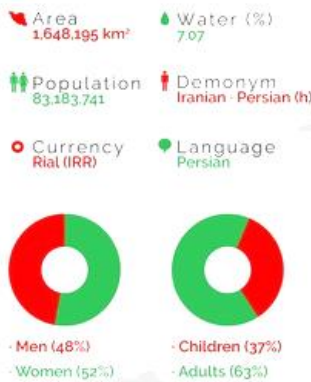 Area
1,648,195 km²
Water (%)
7.07
Population
83,183,741
Demonym
Iranian · Persian (h)
Currency
Rial (IRR)
Language
Persian
· Men (48%)
· Women (52%)
· Children (37%)
· Adults (63%)